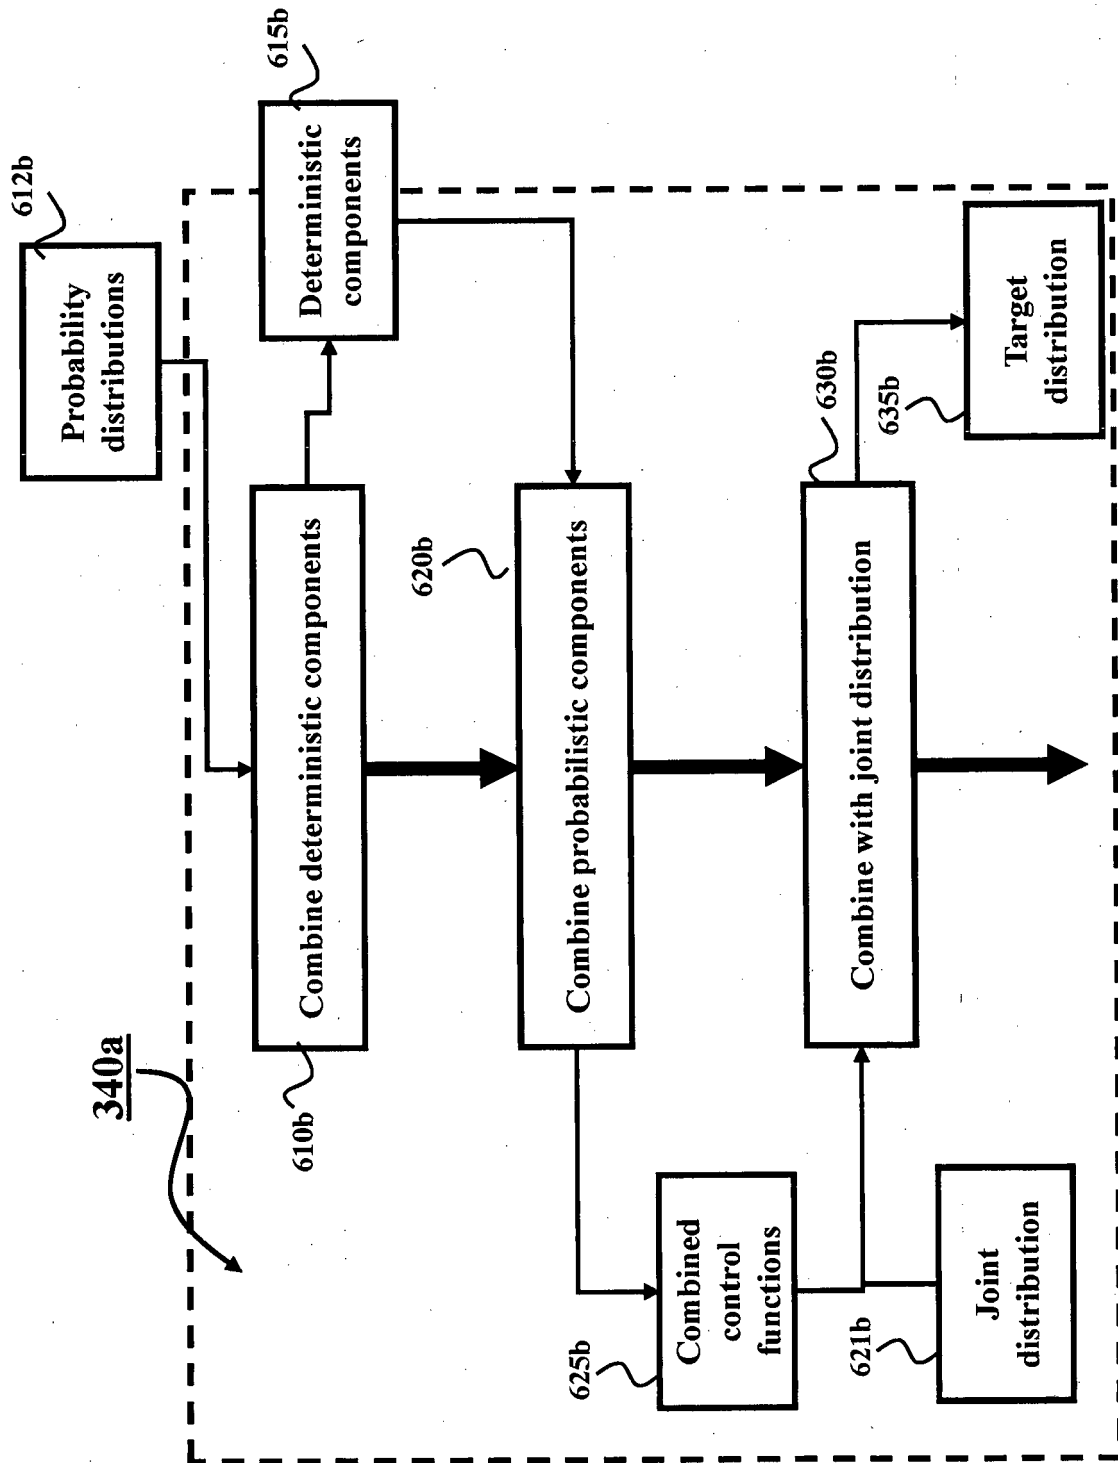 340a
612b
Probability
distributions
615b
Deterministic
components
610b
Combine deterministic components
620b
Combine probabilistic components
625b
Combined
control
functions
630b
Combine with joint distribution
621b
Joint
distribution
635b
Target
distribution